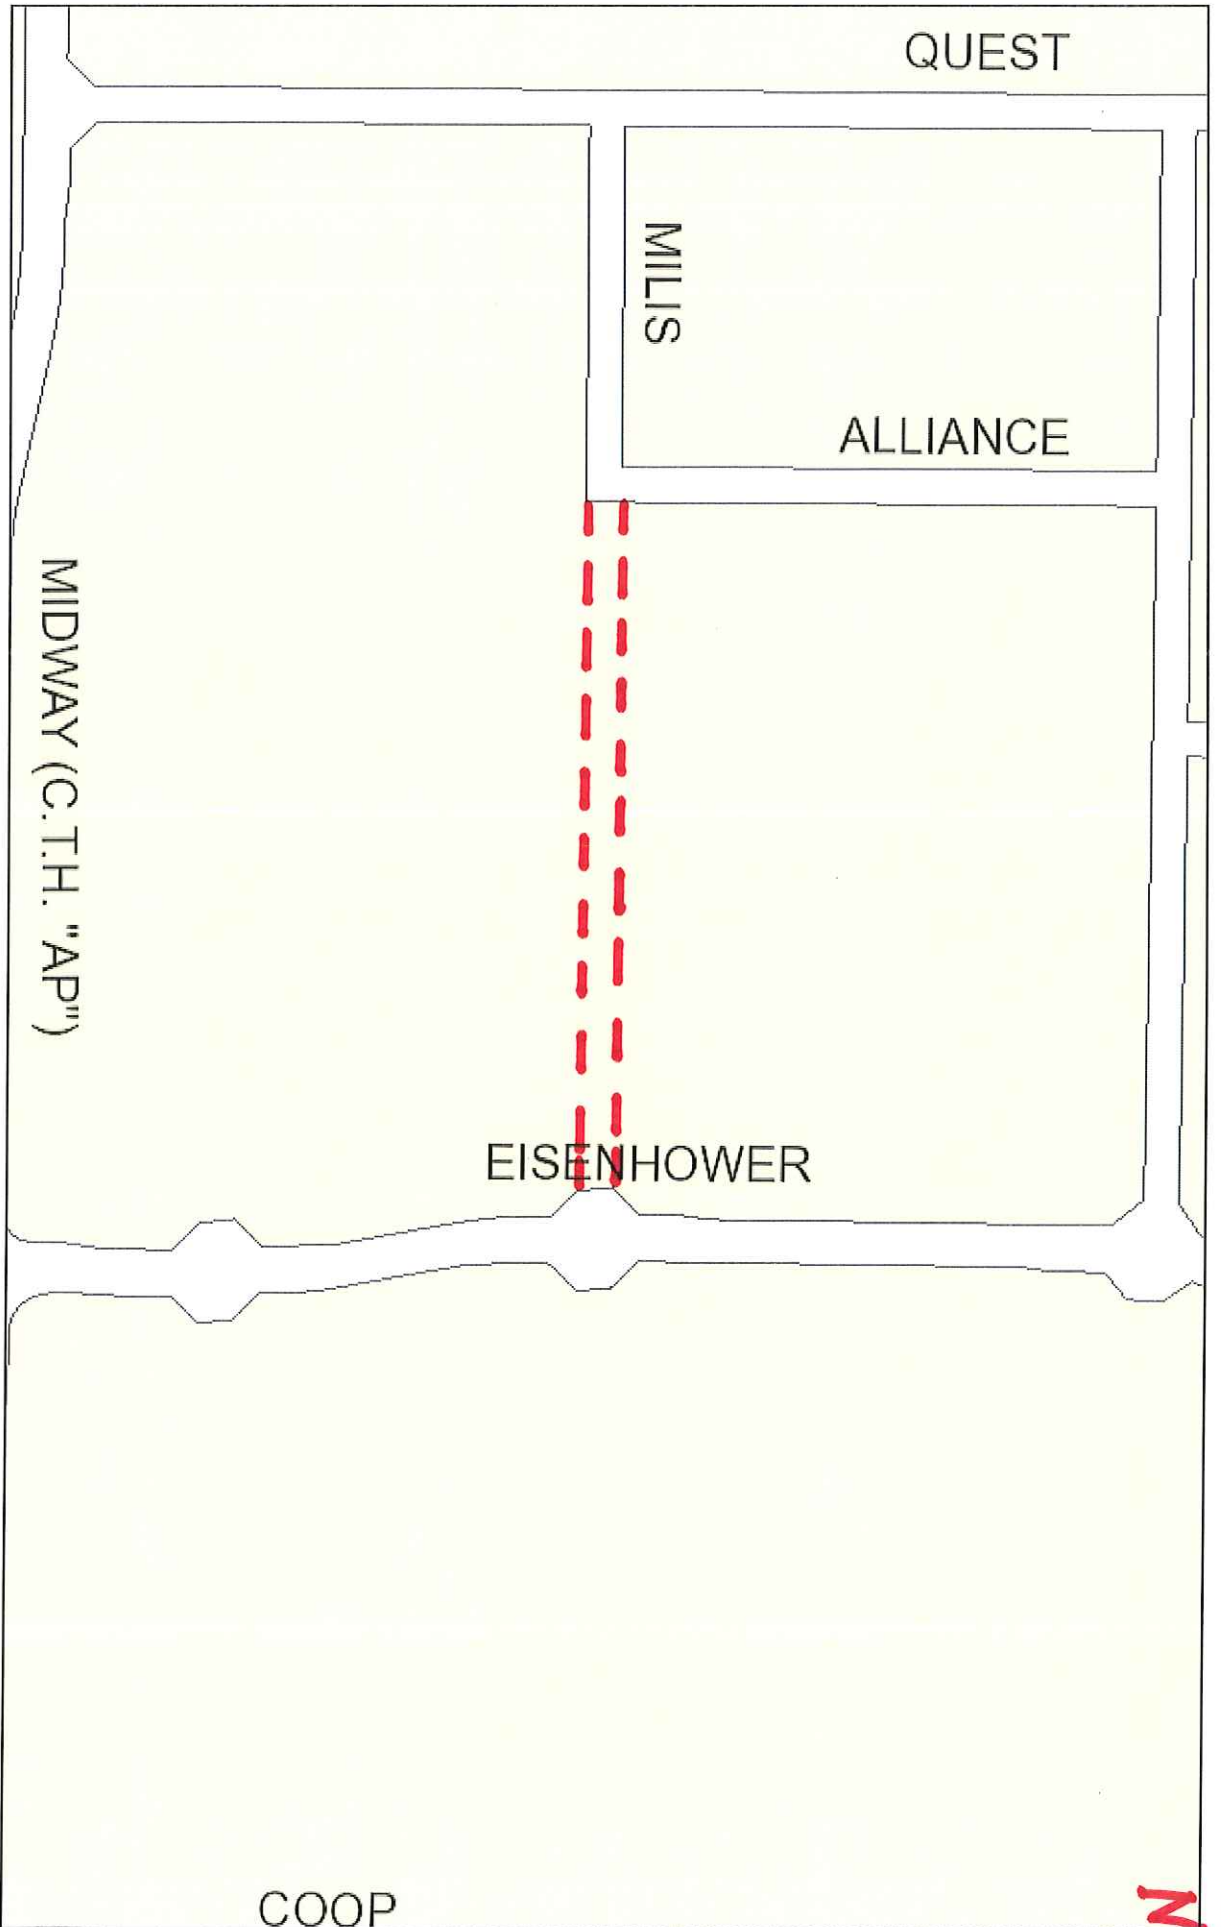 QUEST
MILIS
ALLIANCE
MIDWAY (C.T.H. "AP")
EISENHOWER
COOP
N